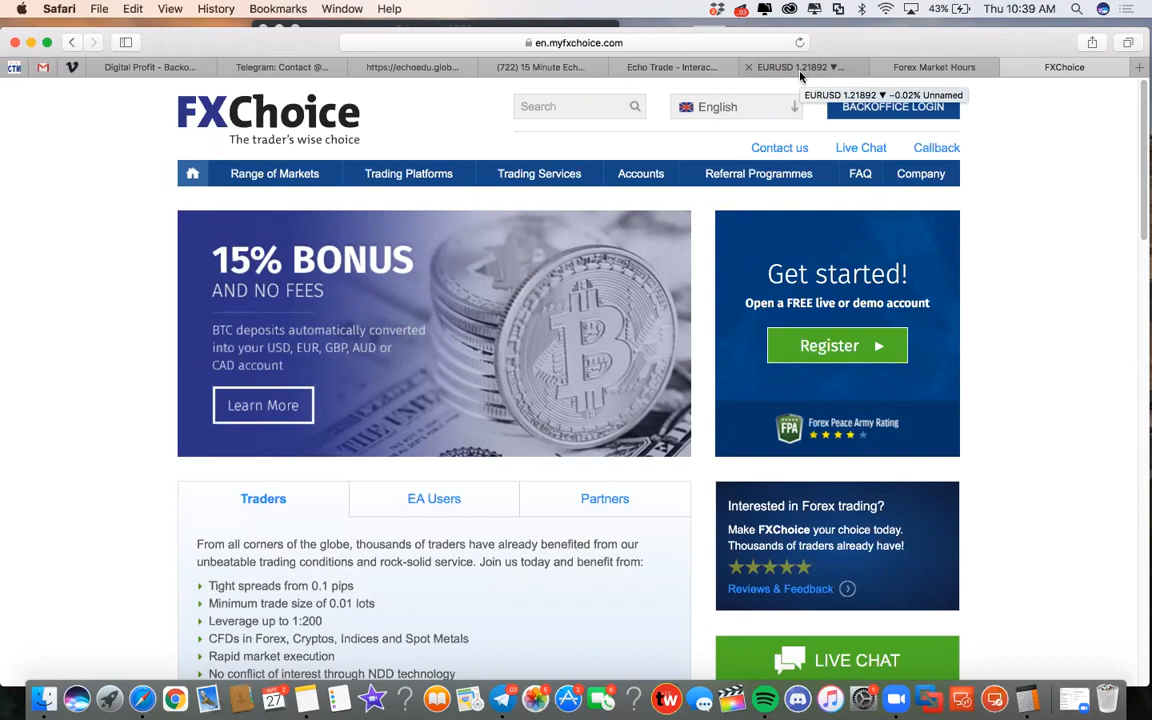 Safari File Edit View History Bookmarks Window Help 43% Thu 10:39 AM
en.myfxchoice.com
CTM Digital Profit - Backo... Telegram: Contact @... https://echoedu.glob... (722) 15 Minute Ech... Echo Trade - Interac... EURUSD 1.21892 ▼... Forex Market Hours FXChoice
EURUSD 1.21892 ▼ −0.02% Unnamed
FXChoice
The trader's wise choice
Search
English
BACKOFFICE LOGIN
Contact us Live Chat Callback
Range of Markets Trading Platforms Trading Services Accounts Referral Programmes FAQ Company
15% BONUS
AND NO FEES
BTC deposits automatically converted
into your USD, EUR, GBP, AUD or
CAD account
Learn More
Get started!
Open a FREE live or demo account
Register
FPA
Forex Peace Army Rating
Traders EA Users Partners
From all corners of the globe, thousands of traders have already benefited from our
unbeatable trading conditions and rock-solid service. Join us today and benefit from:
Tight spreads from 0.1 pips
Minimum trade size of 0.01 lots
Leverage up to 1:200
CFDs in Forex, Cryptos, Indices and Spot Metals
Rapid market execution
No conflict of interest through NDD technology
Interested in Forex trading?
Make FXChoice your choice today.
Thousands of traders already have!
Reviews & Feedback
LIVE CHAT
27
tw